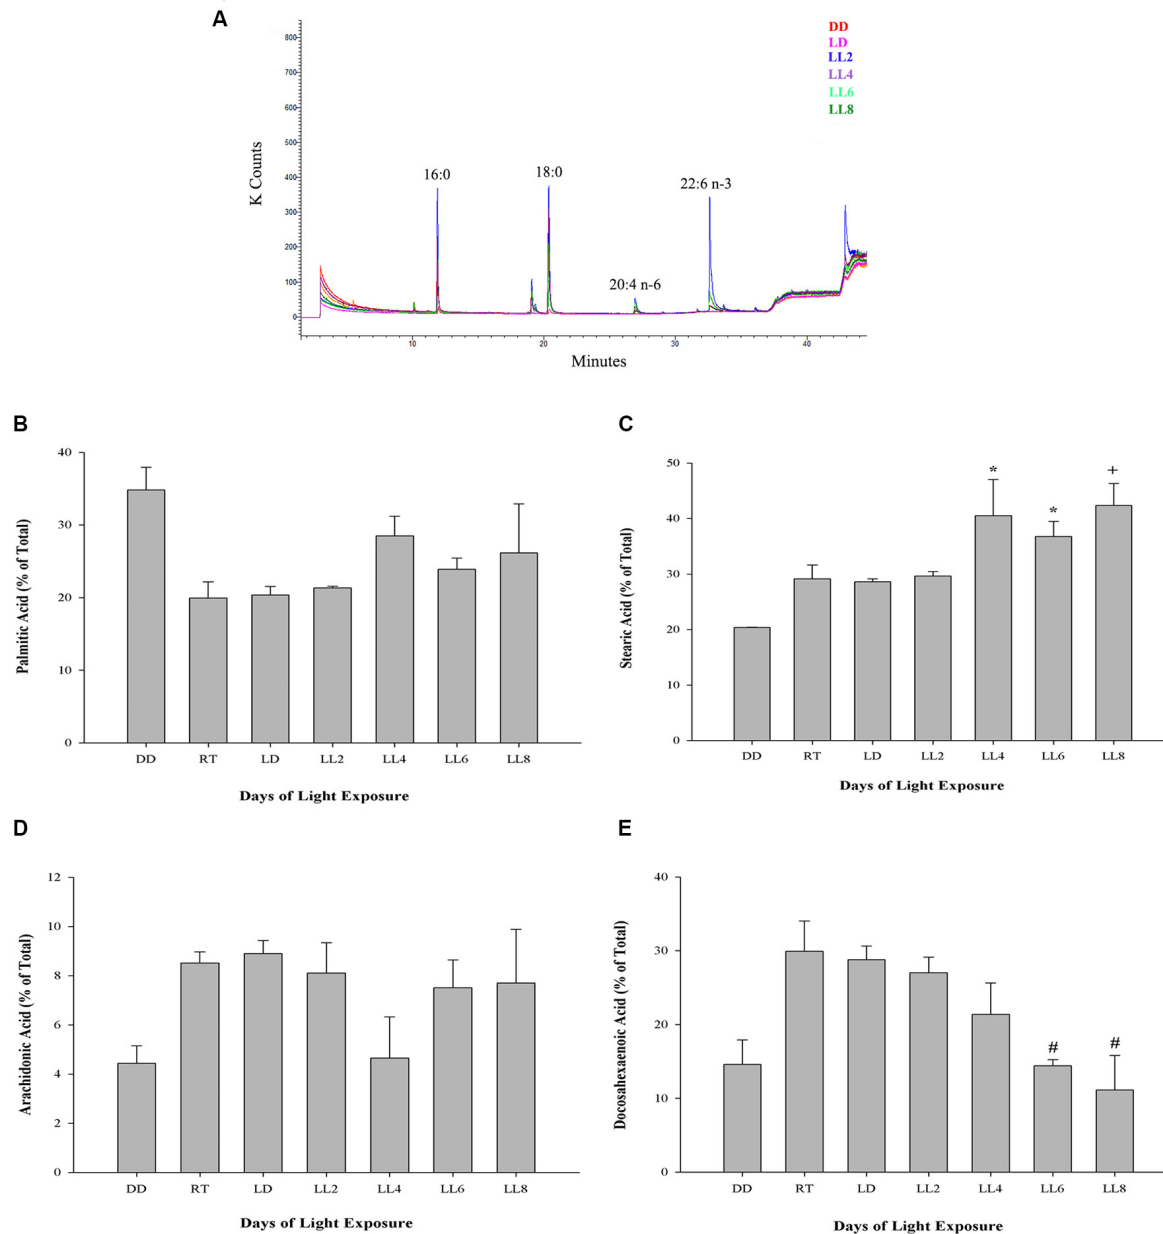 A
DD
LD
LL2
LL4
LL6
LL8
800
700
600
500
400
300
200
100
0
K Counts
16:0
18:0
20:4 n-6
22:6 n-3
10
20
30
40
Minutes
B
40
30
20
10
0
Palmitic Acid (% of Total)
DD RT LD LL2 LL4 LL6 LL8
Days of Light Exposure
C
50
40
30
20
10
0
Stearic Acid (% of Total)
* * +
DD RT LD LL2 LL4 LL6 LL8
Days of Light Exposure
D
12
10
8
6
4
2
0
Arachidonic Acid (% of Total)
DD RT LD LL2 LL4 LL6 LL8
Days of Light Exposure
E
40
30
20
10
0
Docosahexaenoic Acid (% of Total)
# #
DD RT LD LL2 LL4 LL6 LL8
Days of Light Exposure